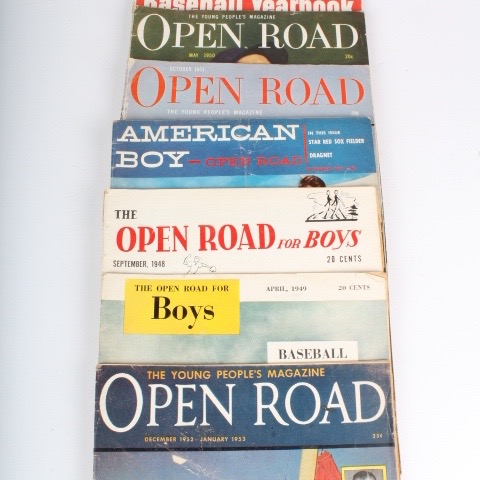 Baseball Yearbook
THE YOUNG PEOPLE'S MAGAZINE
OPEN ROAD
MAY 1950 20c
OCTOBER 1951
OPEN ROAD
THE YOUNG PEOPLE'S MAGAZINE
AMERICAN
BOY - OPEN ROAD
IN THIS ISSUE
STAR RED SOX FIELDER
DRAGNET
THE
OPEN ROAD FOR BOYS
SEPTEMBER, 1948 20 CENTS
THE OPEN ROAD FOR
Boys
APRIL, 1949 20 CENTS
BASEBALL
THE YOUNG PEOPLE'S MAGAZINE
OPEN ROAD
DECEMBER 1952 - JANUARY 1953 25c